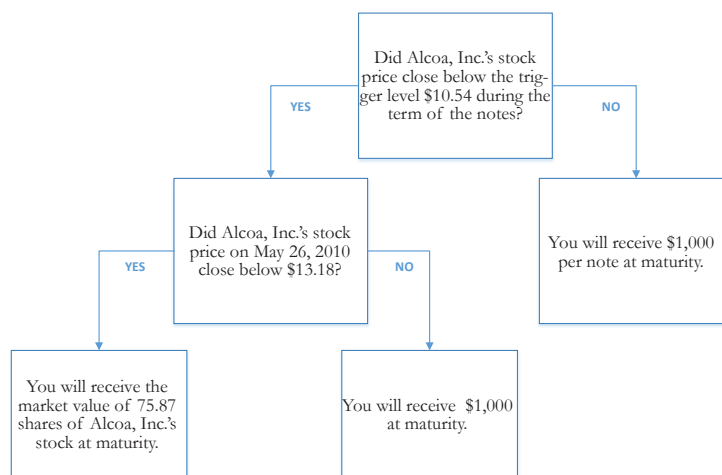 Did Alcoa, Inc.'s stock
price close below the trig-
ger level $10.54 during the
term of the notes?
YES
NO
Did Alcoa, Inc.'s stock
price on May 26, 2010
close below $13.18?
You will receive $1,000
per note at maturity.
YES
NO
You will receive the
market value of 75.87
shares of Alcoa, Inc.'s
stock at maturity.
You will receive $1,000
at maturity.